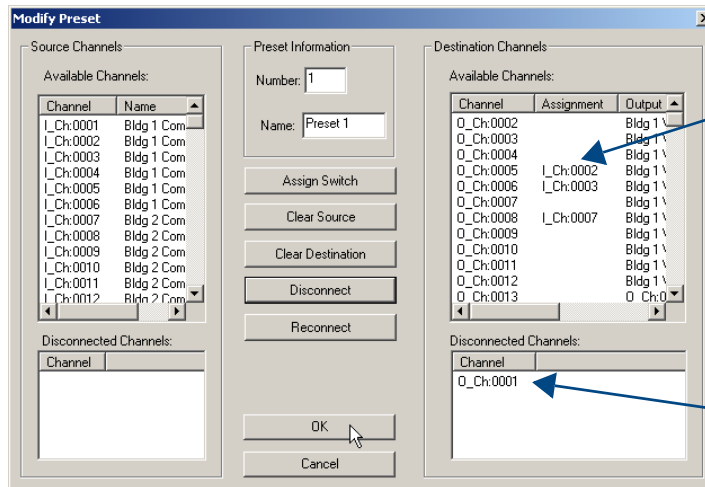 Modify Preset
Source Channels
Available Channels:
Channel Name
I_Ch:0001 Bldg 1 Com
I_Ch:0002 Bldg 1 Com
I_Ch:0003 Bldg 1 Com
I_Ch:0004 Bldg 1 Com
I_Ch:0005 Bldg 1 Com
I_Ch:0006 Bldg 1 Com
I_Ch:0007 Bldg 2 Com
I_Ch:0008 Bldg 2 Com
I_Ch:0009 Bldg 2 Com
I_Ch:0010 Bldg 2 Com
I_Ch:0011 Bldg 2 Com
I_Ch:0012 Bldg 2 Com
Disconnected Channels:
Channel
Preset Information
Number: 1
Name: Preset 1
Assign Switch
Clear Source
Clear Destination
Disconnect
Reconnect
OK
Cancel
Destination Channels
Available Channels:
Channel Assignment Output
O_Ch:0002 Bldg 1 V
O_Ch:0003 Bldg 1 V
O_Ch:0004 Bldg 1 V
O_Ch:0005 I_Ch:0002 Bldg 1 V
O_Ch:0006 I_Ch:0003 Bldg 1 V
O_Ch:0007 Bldg 1 V
O_Ch:0008 I_Ch:0007 Bldg 1 V
O_Ch:0009 Bldg 1 V
O_Ch:0010 Bldg 1 V
O_Ch:0011 Bldg 1 V
O_Ch:0012 Bldg 1 V
O_Ch:0013 O_Ch:0
Disconnected Channels:
Channel
O_Ch:0001